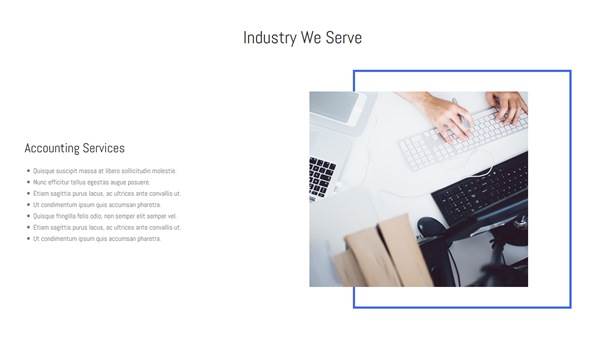 Industry We Serve
Accounting Services
Quisque suscipit massa at libero sollicitudin molestie.
Nunc efficitur tellus egestas augue posuere.
Etiam sagittis purus lacus, ac ultrices ante convallis ut.
Ut condimentum ipsum quis accumsan pharetra.
Quisque fringilla felis odio, non semper elit semper vel.
Etiam sagittis purus lacus, ac ultrices ante convallis ut.
Ut condimentum ipsum quis accumsan pharetra.